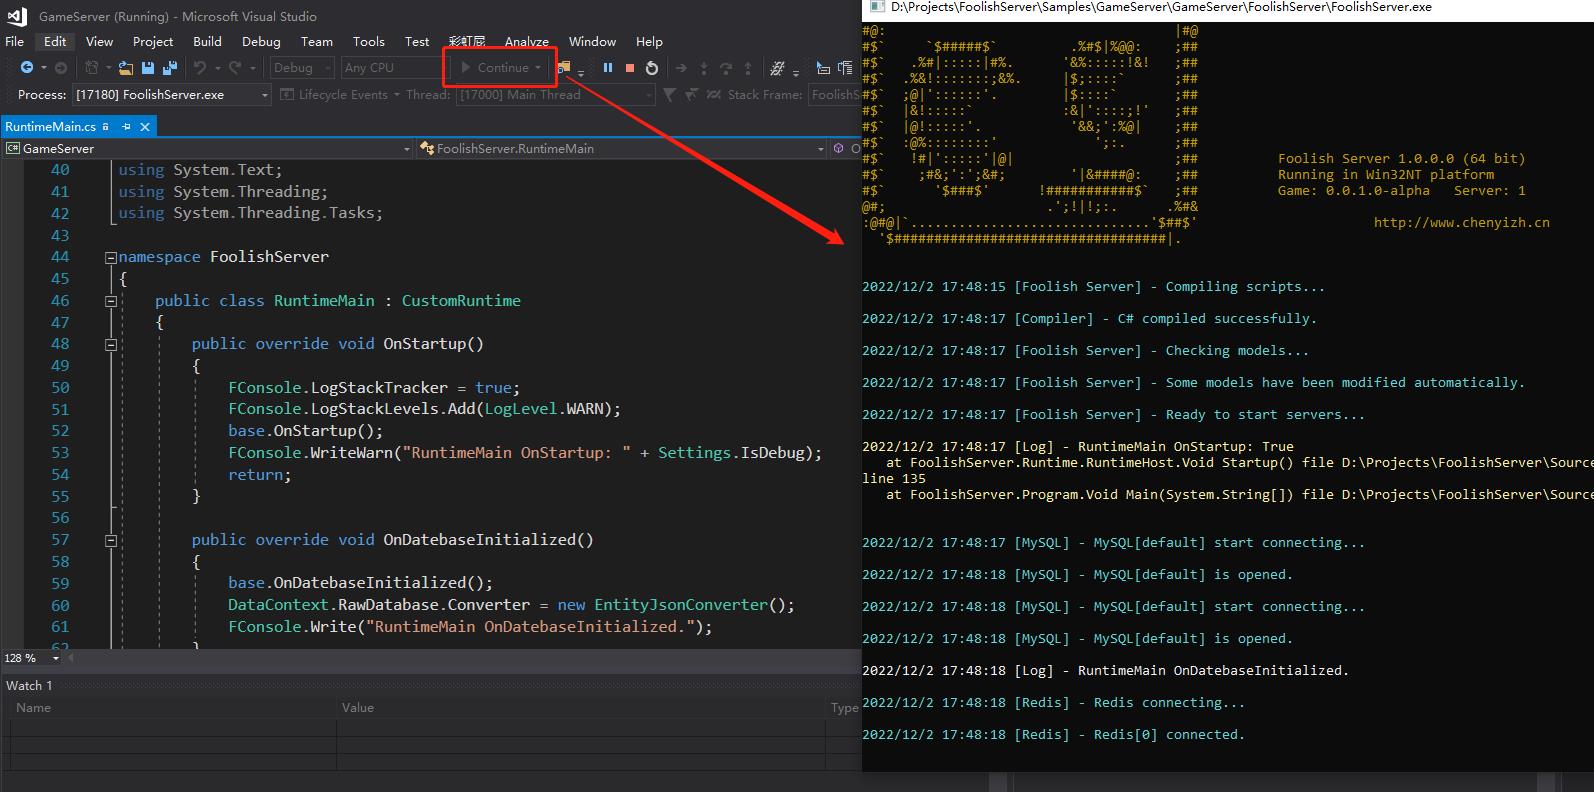 GameServer (Running) - Microsoft Visual Studio
File Edit View Project Build Debug Team Tools Test 彩虹屁 Analyze Window Help
Debug Any CPU Continue
Process: [17180] FoolishServer.exe Lifecycle Events Thread: [17000] Main Thread Stack Frame: FoolishS
RuntimeMain.cs
GameServer FoolishServer.RuntimeMain
40 using System.Text;
41 using System.Threading;
42 using System.Threading.Tasks;
43
44 namespace FoolishServer
45 {
46 public class RuntimeMain : CustomRuntime
47 {
48 public override void OnStartup()
49 {
50 FConsole.LogStackTracker = true;
51 FConsole.LogStackLevels.Add(LogLevel.WARN);
52 base.OnStartup();
53 FConsole.WriteWarn("RuntimeMain OnStartup: " + Settings.IsDebug);
54 return;
55 }
56
57 public override void OnDatebaseInitialized()
58 {
59 base.OnDatebaseInitialized();
60 DataContext.RawDatabase.Converter = new EntityJsonConverter();
61 FConsole.Write("RuntimeMain OnDatebaseInitialized.");
62 }
128 %
Watch 1
Name Value Type
D:\Projects\FoolishServer\Samples\GameServer\GameServer\FoolishServer\FoolishServer.exe
Foolish Server 1.0.0.0 (64 bit)
Running in Win32NT platform
Game: 0.0.1.0-alpha Server: 1
http://www.chenyizh.cn
2022/12/2 17:48:15 [Foolish Server] - Compiling scripts...
2022/12/2 17:48:17 [Compiler] - C# compiled successfully.
2022/12/2 17:48:17 [Foolish Server] - Checking models...
2022/12/2 17:48:17 [Foolish Server] - Some models have been modified automatically.
2022/12/2 17:48:17 [Foolish Server] - Ready to start servers...
2022/12/2 17:48:17 [Log] - RuntimeMain OnStartup: True
at FoolishServer.Runtime.RuntimeHost.Void Startup() file D:\Projects\FoolishServer\Source
line 135
at FoolishServer.Program.Void Main(System.String[]) file D:\Projects\FoolishServer\Source
2022/12/2 17:48:17 [MySQL] - MySQL[default] start connecting...
2022/12/2 17:48:18 [MySQL] - MySQL[default] is opened.
2022/12/2 17:48:18 [MySQL] - MySQL[default] start connecting...
2022/12/2 17:48:18 [MySQL] - MySQL[default] is opened.
2022/12/2 17:48:18 [Log] - RuntimeMain OnDatebaseInitialized.
2022/12/2 17:48:18 [Redis] - Redis connecting...
2022/12/2 17:48:18 [Redis] - Redis[0] connected.